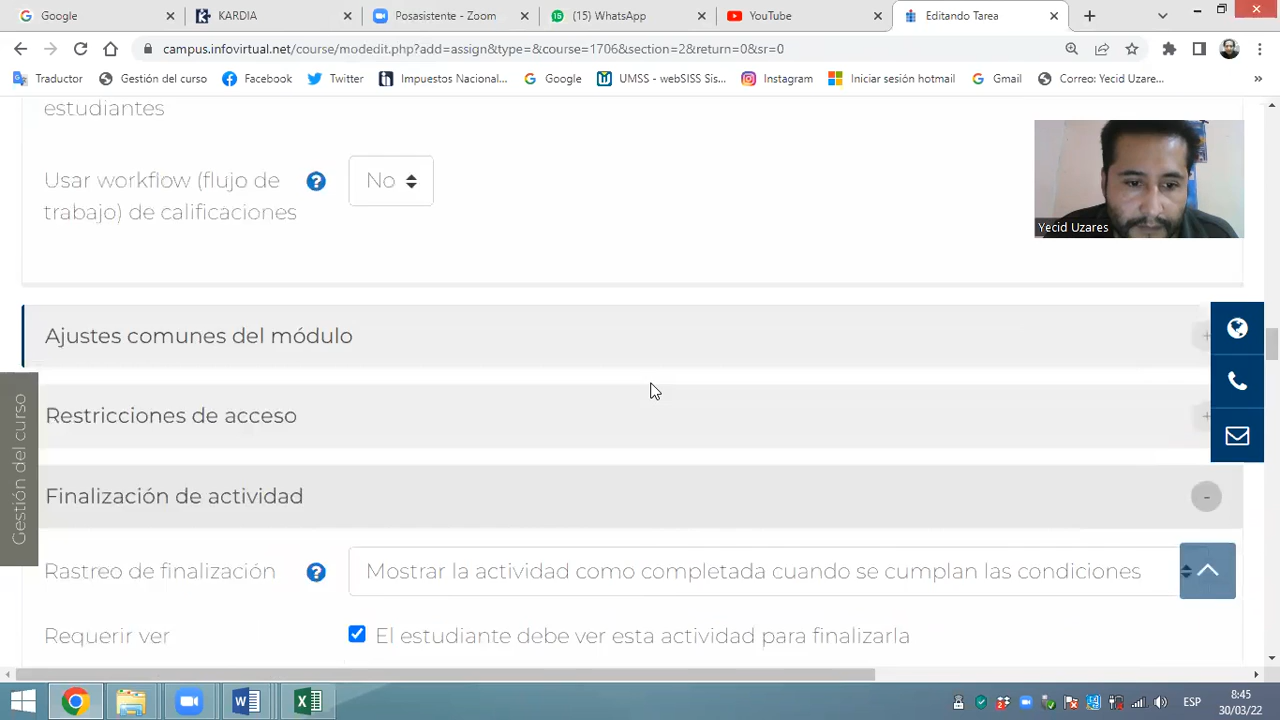 Google
KARDIA
Posasistente - Zoom
(15) WhatsApp
YouTube
Editando Tarea
campus.infovirtual.net/course/modedit.php?add=assign&type=&course=1706&section=2&return=0&sr=0
Traductor
Gestión del curso
Facebook
Twitter
Impuestos Nacional...
Google
UMSS - webSISS Sis...
Instagram
Iniciar sesión hotmail
Gmail
Correo: Yecid Uzare...
»
estudiantes
Usar workflow (flujo de
trabajo) de calificaciones
No
Yecid Uzares
Ajustes comunes del módulo
Restricciones de acceso
Gestión del curso
Finalización de actividad
Rastreo de finalización
Mostrar la actividad como completada cuando se cumplan las condiciones
Requerir ver
El estudiante debe ver esta actividad para finalizarla
ESP
8:45
30/03/22